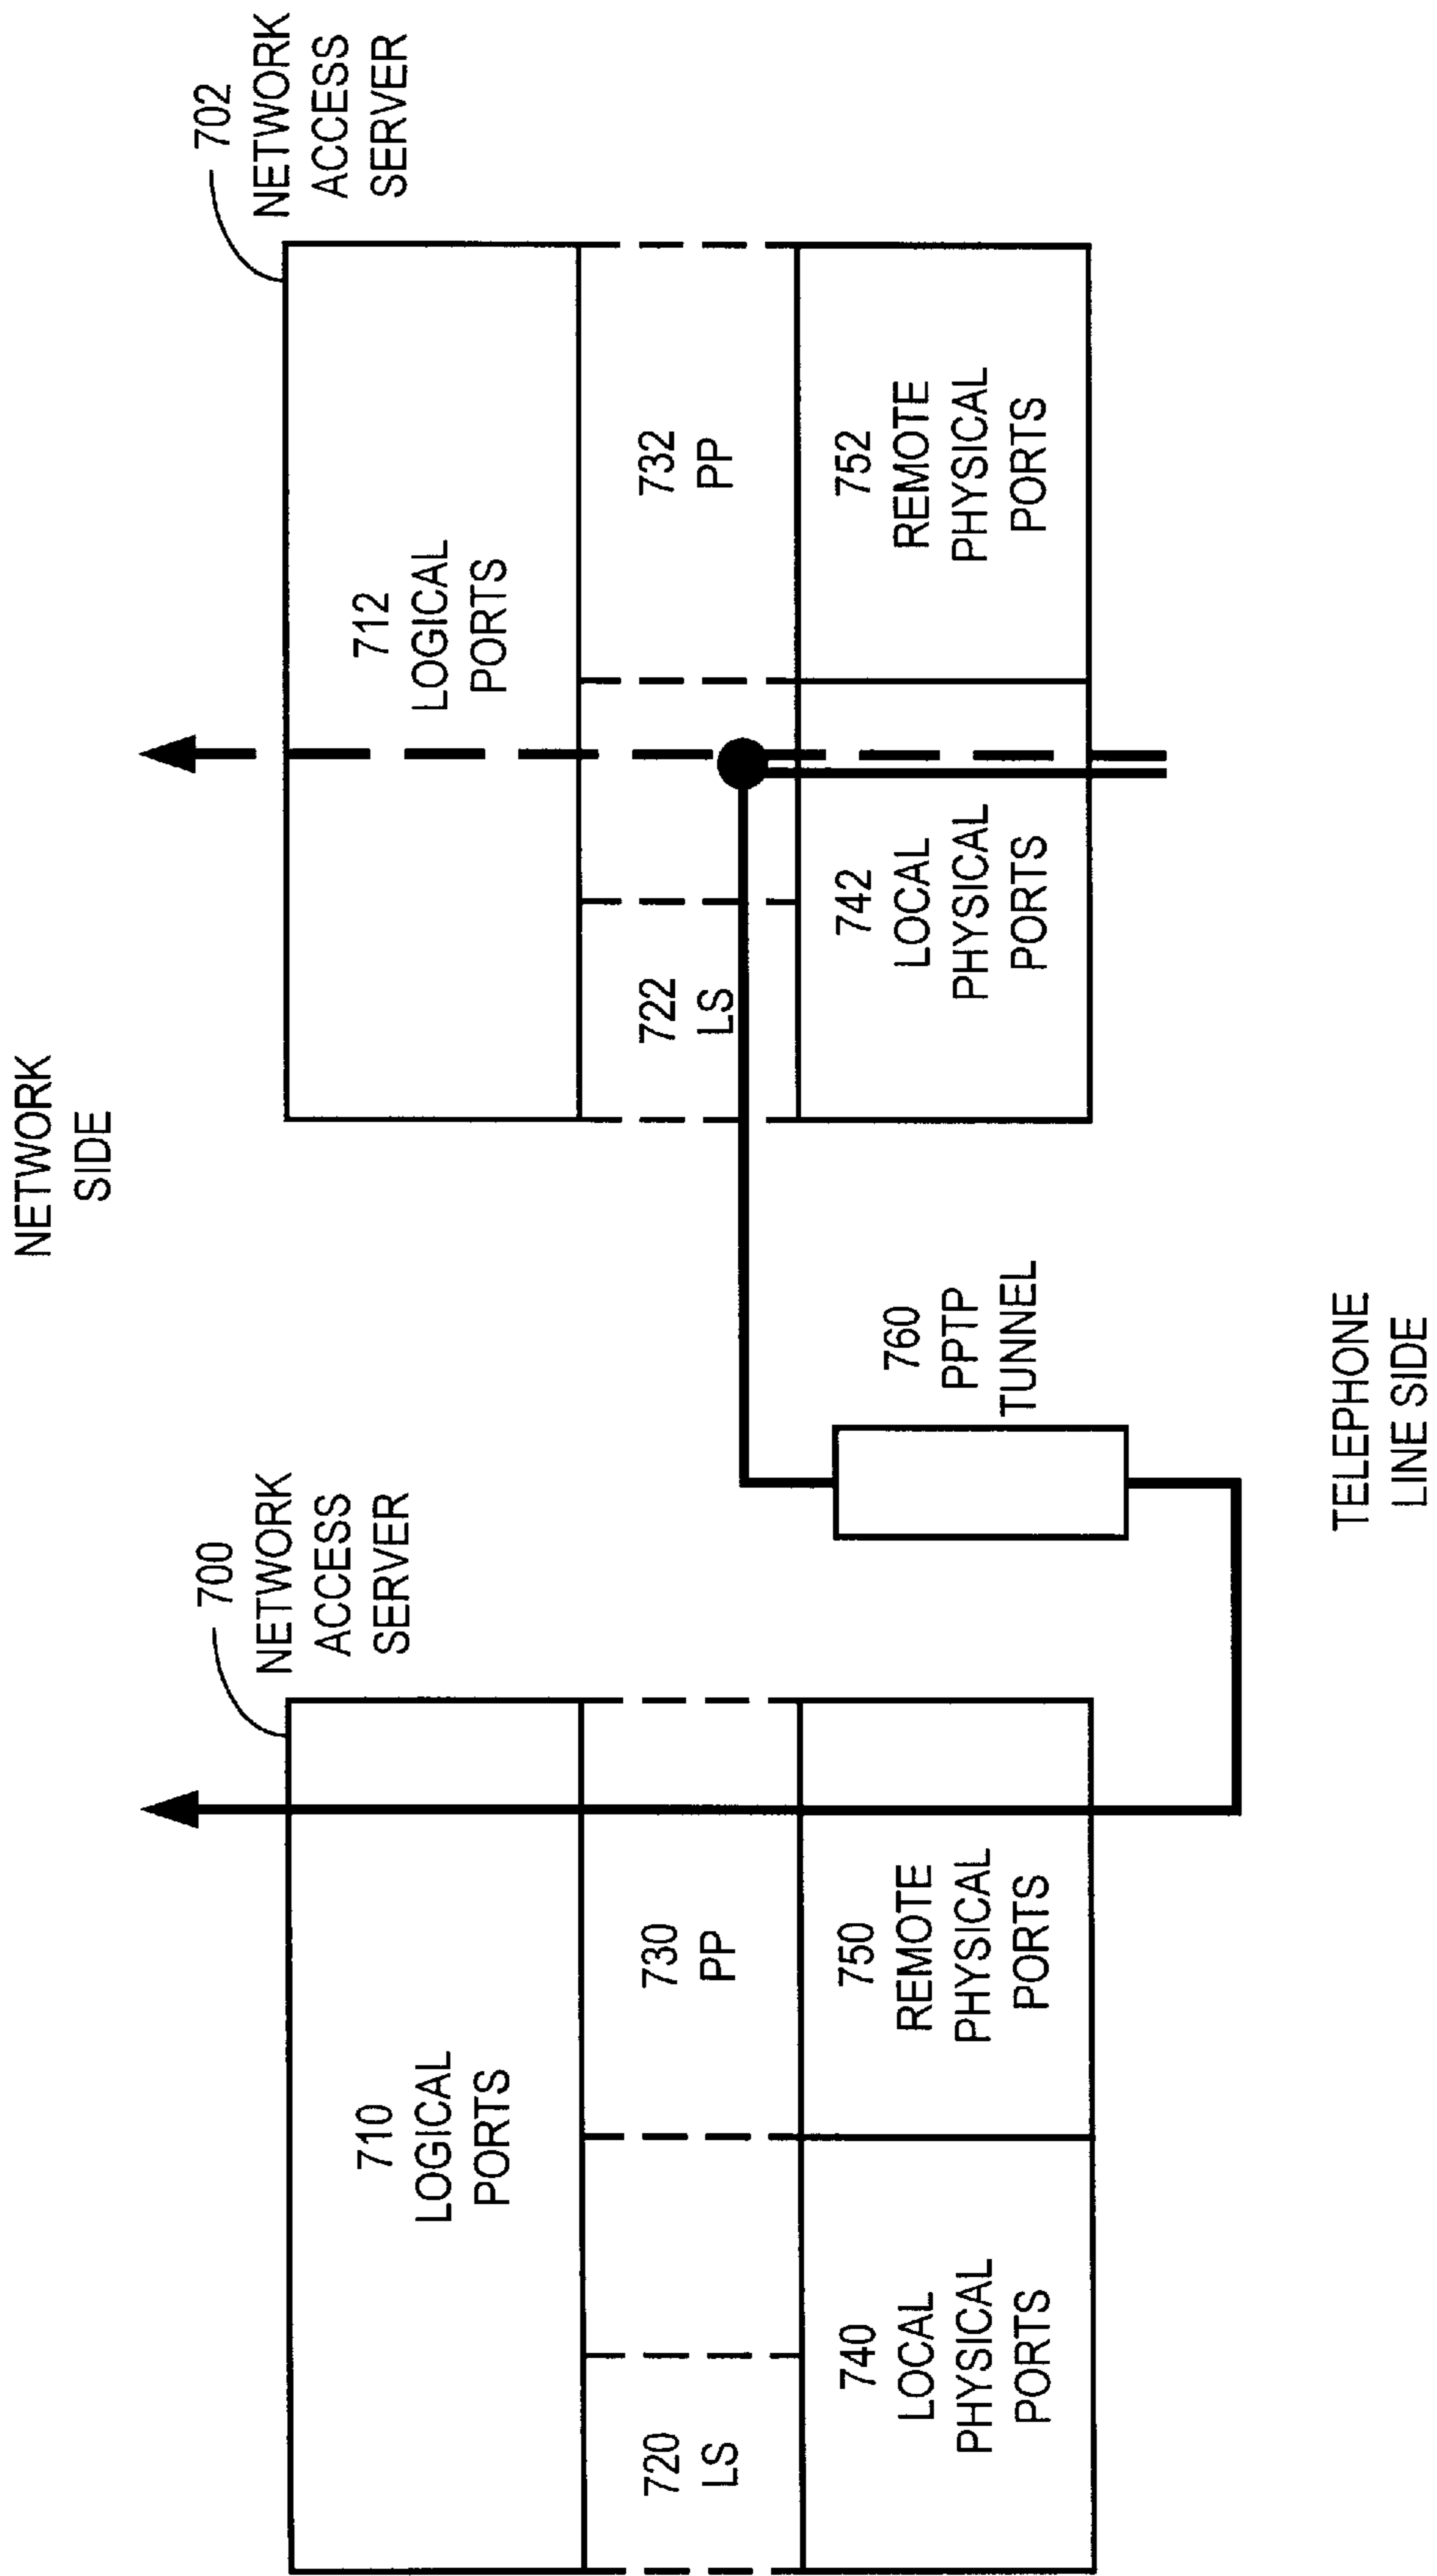 NETWORK
SIDE
700
NETWORK
ACCESS
SERVER
710
LOGICAL
PORTS
720
LS
730
PP
740
LOCAL
PHYSICAL
PORTS
750
REMOTE
PHYSICAL
PORTS
760
PPTP
TUNNEL
702
NETWORK
ACCESS
SERVER
712
LOGICAL
PORTS
722
LS
732
PP
742
LOCAL
PHYSICAL
PORTS
752
REMOTE
PHYSICAL
PORTS
TELEPHONE
LINE SIDE